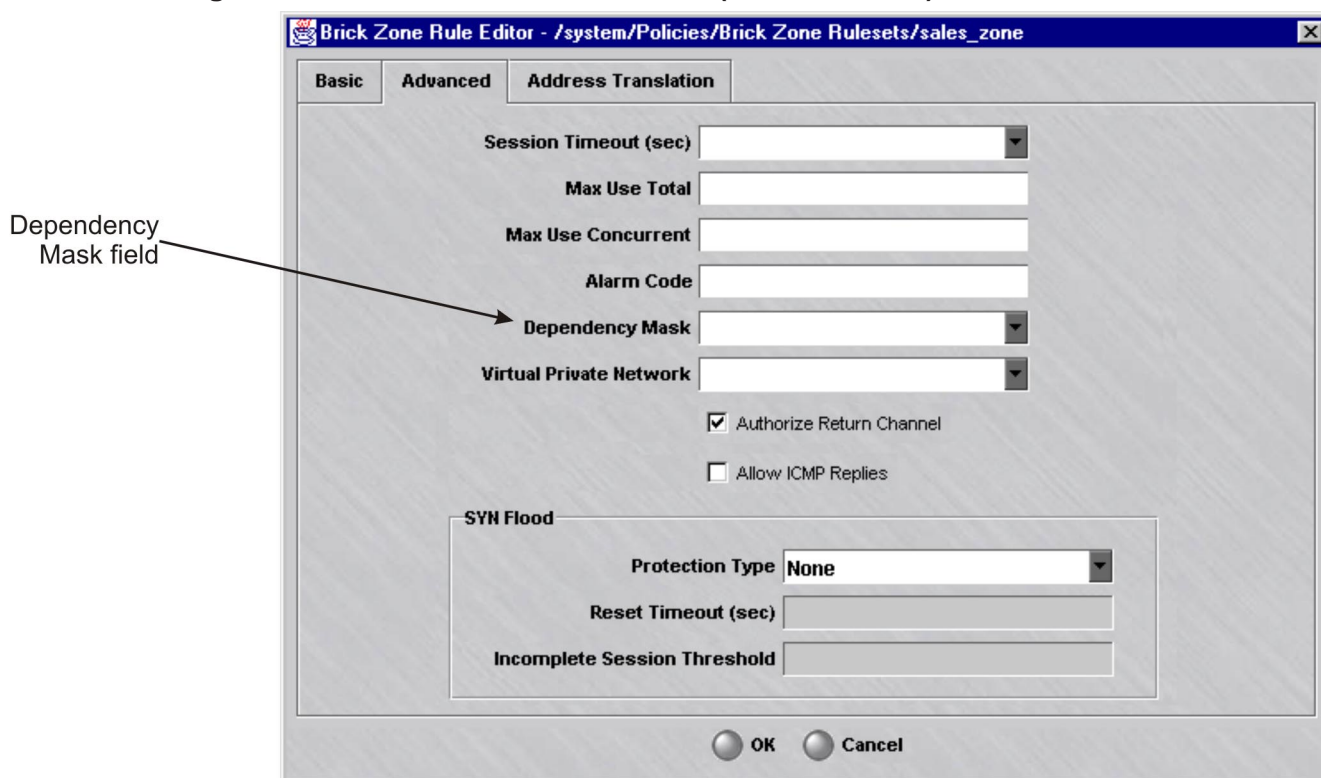 Brick Zone Rule Editor - /system/Policies/Brick Zone Rulesets/sales_zone
Basic Advanced Address Translation
Session Timeout (sec)
Max Use Total
Dependency
Mask field
Max Use Concurrent
Alarm Code
Dependency Mask
Virtual Private Network
Authorize Return Channel
Allow ICMP Replies
SYN Flood
Protection Type None
Reset Timeout (sec)
Incomplete Session Threshold
OK Cancel